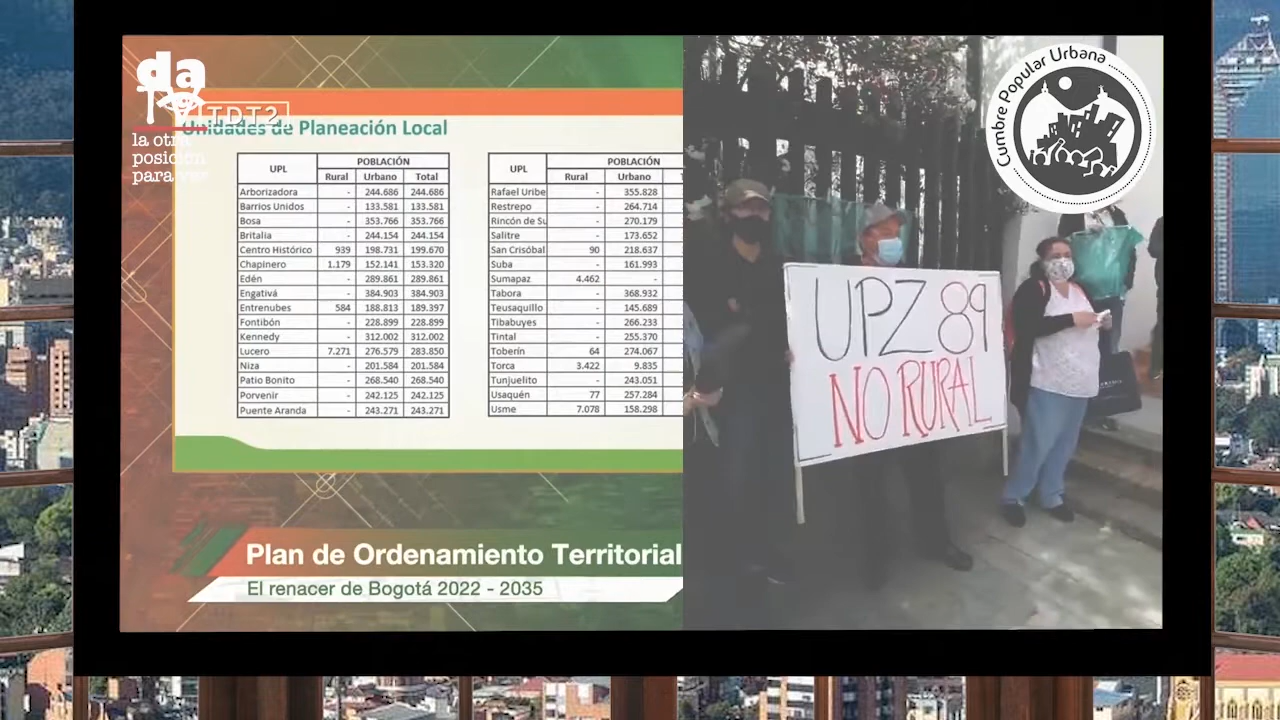 da
TV TDT2
la otra
posición
para ver
Unidades de Planeación Local
UPL POBLACIÓN
Rural Urbano Total
Arborizadora - 244.686 244.686
Barrios Unidos - 133.581 133.581
Bosa - 353.766 353.766
Britalia - 244.154 244.154
Centro Histórico 939 198.731 199.670
Chapinero 1.179 152.141 153.320
Edén - 289.861 289.861
Engativá - 384.903 384.903
Entrenubes 584 188.813 189.397
Fontibón - 228.899 228.899
Kennedy - 312.002 312.002
Lucero 7.271 276.579 283.850
Niza - 201.584 201.584
Patio Bonito - 268.540 268.540
Porvenir - 242.125 242.125
Puente Aranda - 243.271 243.271
UPL POBLACIÓN
Rural Urbano
Rafael Uribe - 355.828
Restrepo - 264.714
Rincón de Su - 270.179
Salitre - 173.652
San Crisóbal 90 218.637
Suba - 161.993
Sumapaz 4.462 -
Tabora - 368.932
Teusaquillo - 145.689
Tibabuyes - 266.233
Tintal - 255.370
Toberín 64 274.067
Torca 3.422 9.835
Tunjuelito - 243.051
Usaquén 77 257.284
Usme 7.078 158.298
Plan de Ordenamiento Territorial
El renacer de Bogotá 2022 - 2035
Cumbre Popular Urbana
UPZ 89
NO RURAL